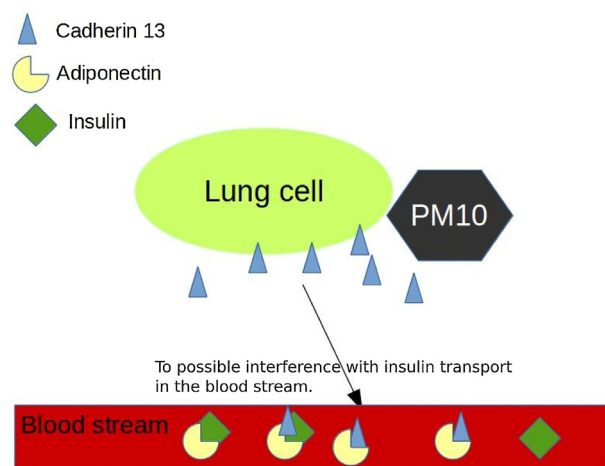 Cadherin 13
Adiponectin
Insulin
Lung cell
PM10
To possible interference with insulin transport
in the blood stream.
Blood stream